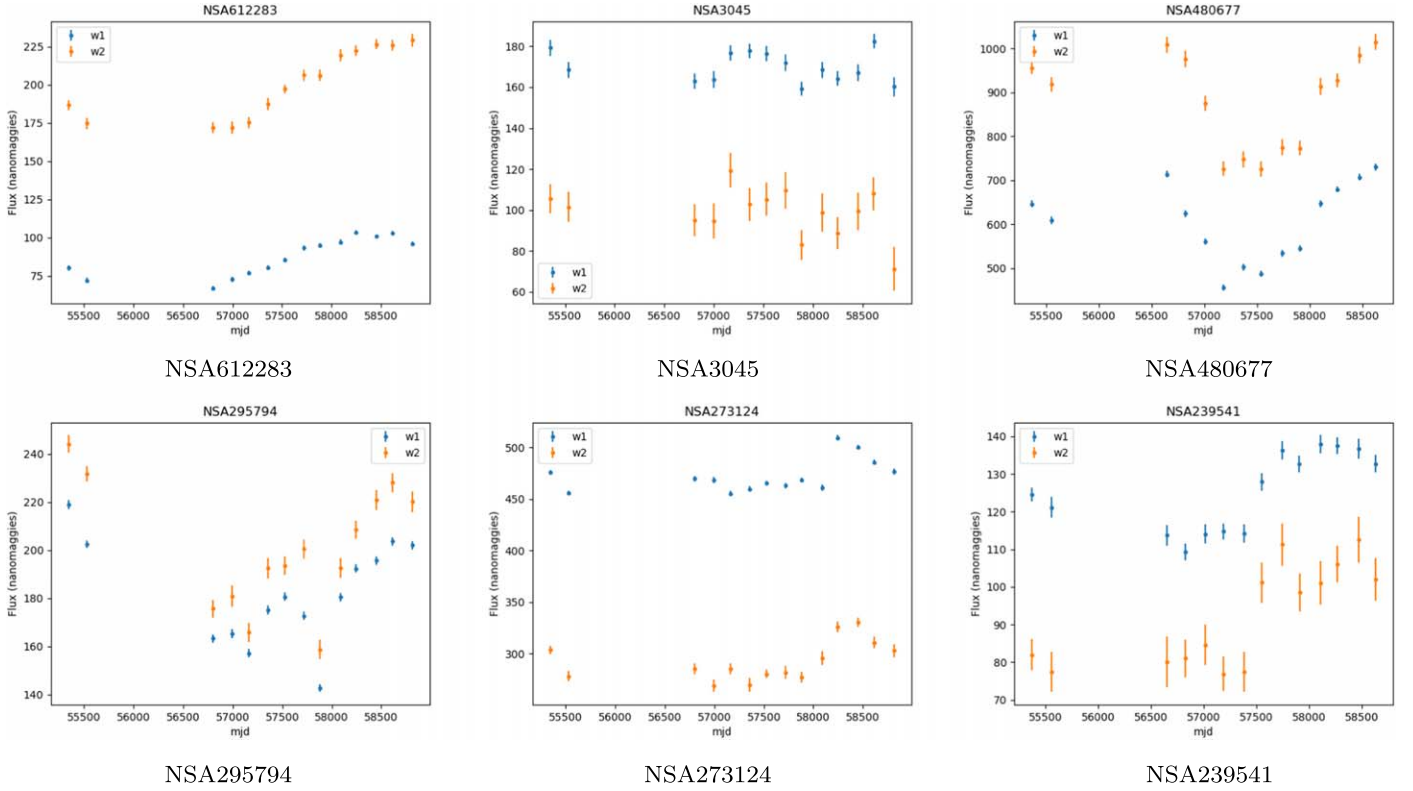 NSA612283
w1
w2
225
200
175
150
125
100
75
Flux (nanomaggies)
55500 56000 56500 57000 57500 58000 58500
mjd
NSA612283
NSA3045
w1
w2
180
160
140
120
100
80
60
Flux (nanomaggies)
55500 56000 56500 57000 57500 58000 58500
mjd
NSA3045
NSA480677
w1
w2
1000
900
800
700
600
500
Flux (nanomaggies)
55500 56000 56500 57000 57500 58000 58500
mjd
NSA480677
NSA295794
w1
w2
240
220
200
180
160
140
Flux (nanomaggies)
55500 56000 56500 57000 57500 58000 58500
mjd
NSA295794
NSA273124
w1
w2
500
450
400
350
300
Flux (nanomaggies)
55500 56000 56500 57000 57500 58000 58500
mjd
NSA273124
NSA239541
w1
w2
140
130
120
110
100
90
80
70
Flux (nanomaggies)
55500 56000 56500 57000 57500 58000 58500
mjd
NSA239541